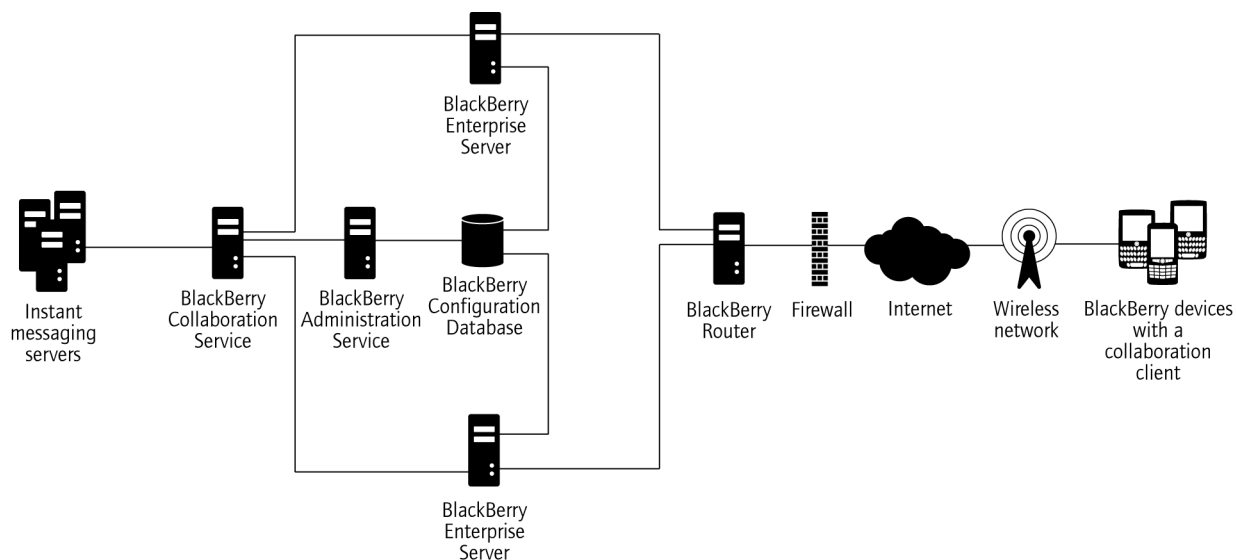 BlackBerry
Enterprise
Server
Instant
messaging
servers
BlackBerry
Collaboration
Service
BlackBerry
Administration
Service
BlackBerry
Configuration
Database
BlackBerry
Router
Firewall
Internet
Wireless
network
BlackBerry devices
with a
collaboration
client
BlackBerry
Enterprise
Server